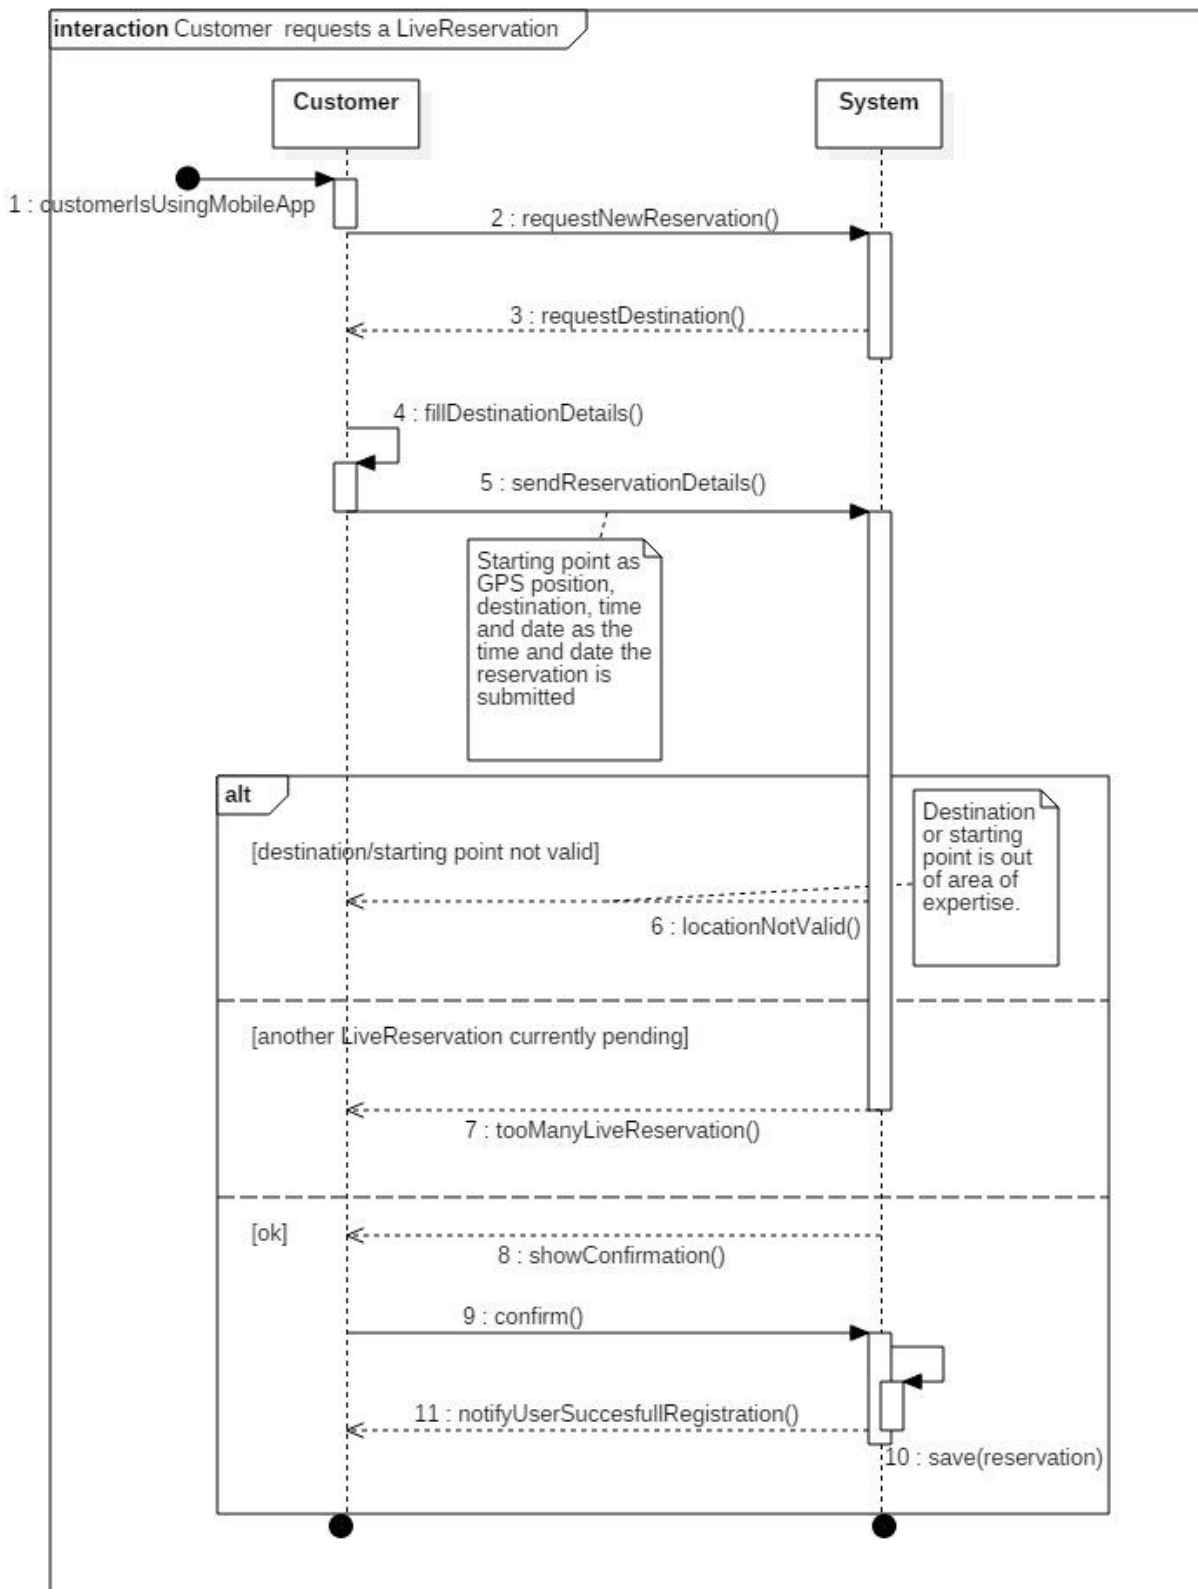 interaction Customer requests a LiveReservation
Customer
System
1 : customerIsUsingMobileApp
2 : requestNewReservation()
3 : requestDestination()
4 : fillDestinationDetails()
5 : sendReservationDetails()
Starting point as
GPS position,
destination, time
and date as the
time and date the
reservation is
submitted
alt
Destination
or starting
point is out
of area of
expertise.
[destination/starting point not valid]
6 : locationNotValid()
[another LiveReservation currently pending]
7 : tooManyLiveReservation()
[ok]
8 : showConfirmation()
9 : confirm()
11 : notifyUserSuccesfullRegistration()
10 : save(reservation)